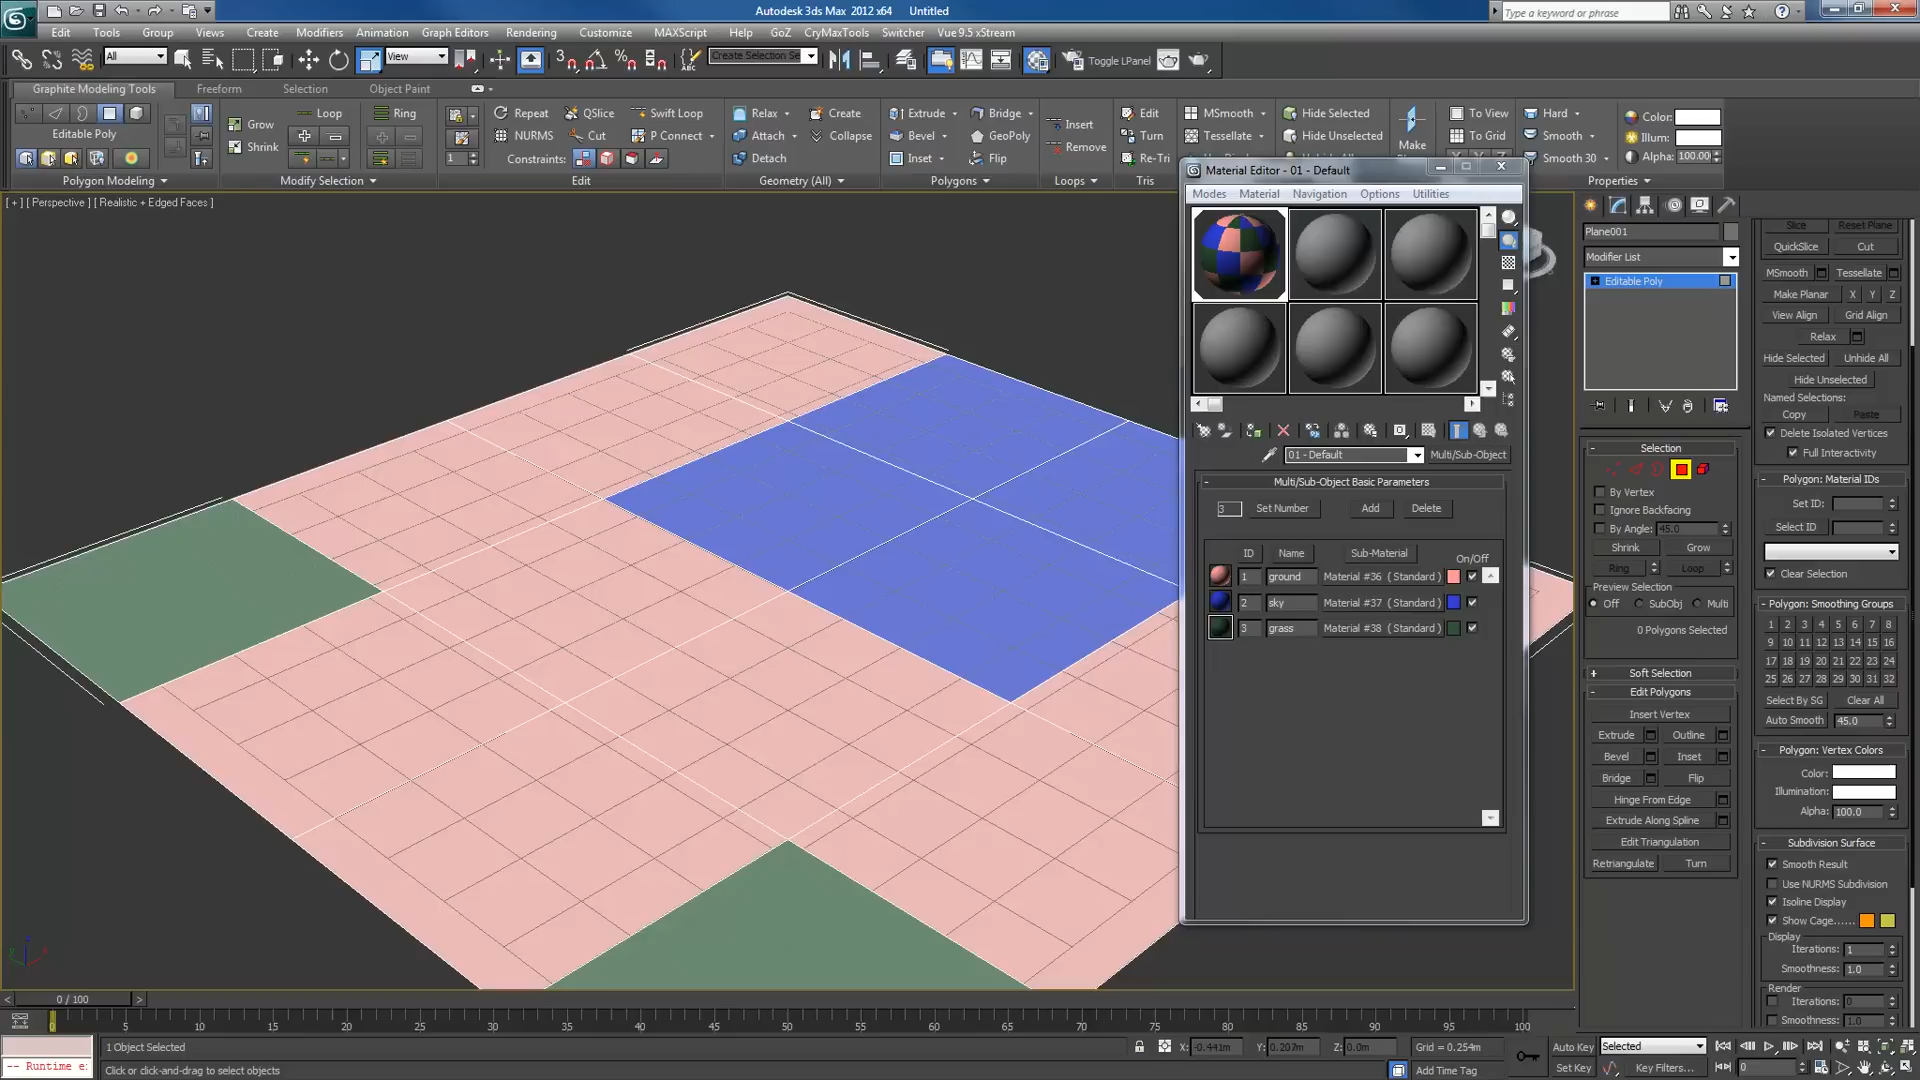 Autodesk 3ds Max 2012 x64 Untitled
Type a keyword or phrase
Edit Tools Group Views Create Modifiers Animation Graph Editors Rendering Customize MAXScript Help GoZ CryMaxTools Switcher Vue 9.5 xStream
All View Create Selection Se Toggle LPanel
Graphite Modeling Tools Freeform Selection Object Paint
Loop Ring Repeat QSlice Swift Loop Relax Create Extrude Bridge Edit MSmooth Hide Selected To View Hard Color:
Editable Poly Grow NURMS Cut P Connect Attach Collapse Bevel GeoPoly Insert Turn Tessellate Hide Unselected To Grid Smooth Illum:
Shrink 1 Constraints: Detach Inset Flip Remove Re-Tri Make Smooth 30 Alpha: 100.00
Polygon Modeling Modify Selection Edit Geometry (All) Polygons Loops Tris Properties
[ + ] [ Perspective ] [ Realistic + Edged Faces ]
Material Editor - 01 - Default
Modes Material Navigation Options Utilities
01 - Default Multi/Sub-Object
Multi/Sub-Object Basic Parameters
3 Set Number Add Delete
ID Name Sub-Material On/Off
1 ground Material #36 ( Standard )
2 sky Material #37 ( Standard )
3 grass Material #38 ( Standard )
Plane001
Modifier List
Editable Poly
Selection
By Vertex
Ignore Backfacing
By Angle: 45.0
Shrink Grow
Ring Loop
Preview Selection
Off SubObj Multi
0 Polygons Selected
Soft Selection
Edit Polygons
Insert Vertex
Extrude Outline
Bevel Inset
Bridge Flip
Hinge From Edge
Extrude Along Spline
Edit Triangulation
Retriangulate Turn
Slice Reset Plane
QuickSlice Cut
MSmooth Tessellate
Make Planar X Y Z
View Align Grid Align
Relax
Hide Selected Unhide All
Hide Unselected
Named Selections:
Copy Paste
Delete Isolated Vertices
Full Interactivity
Polygon: Material IDs
Set ID:
Select ID
Clear Selection
Polygon: Smoothing Groups
1 2 3 4 5 6 7 8
9 10 11 12 13 14 15 16
17 18 19 20 21 22 23 24
25 26 27 28 29 30 31 32
Select By SG Clear All
Auto Smooth 45.0
Polygon: Vertex Colors
Color:
Illumination:
Alpha: 100.0
Subdivision Surface
Smooth Result
Use NURMS Subdivision
Isoline Display
Show Cage......
Display
Iterations: 1
Smoothness: 1.0
Render
Iterations: 0
Smoothness: 1.0
0 / 100
0 5 10 15 20 25 30 35 40 45 50 55 60 65 70 75 80 85 90 95 100
1 Object Selected X: -0.441m Y: 0.207m Z: 0.0m Grid = 0.254m Auto Key Selected
-- Runtime e: Click or click-and-drag to select objects Add Time Tag Set Key Key Filters... 0